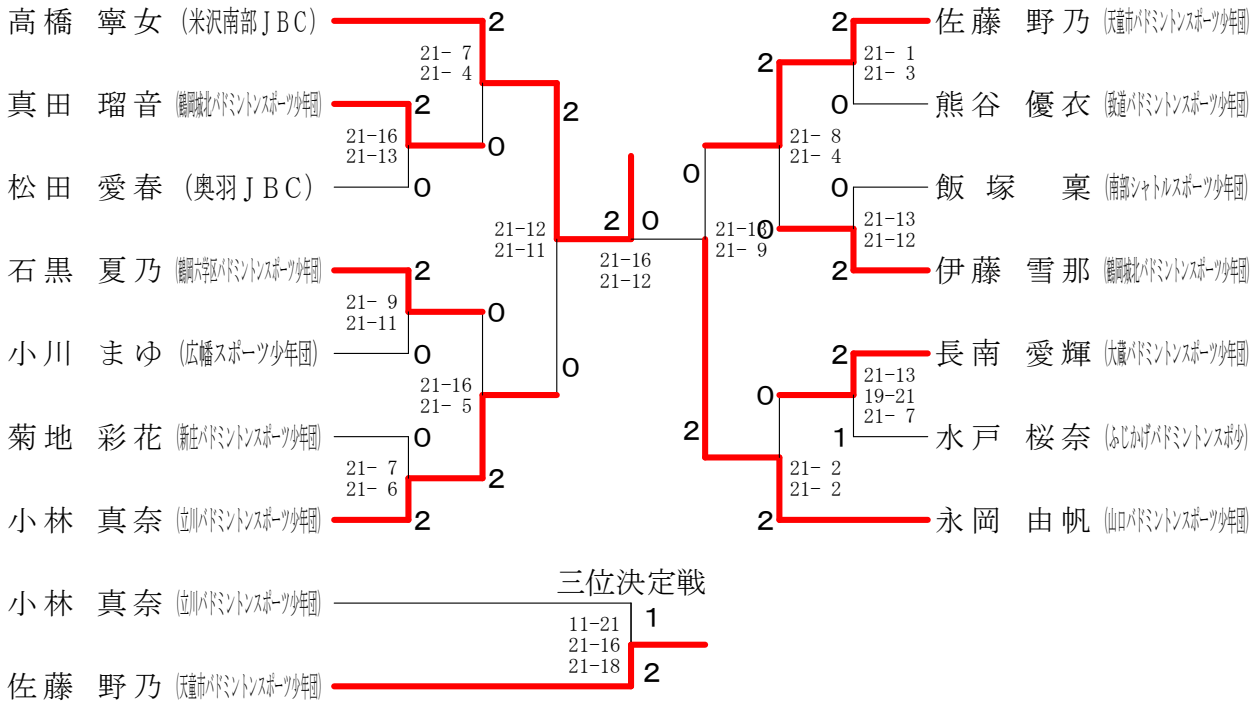 高橋 寧女 (米沢南部JBC)
2
21- 7
21- 4
真田 瑠音 (鶴岡城北バドミントンスポーツ少年団)
2
0
2
21-16
21-13
松田 愛春 (奥羽JBC)
0
21-12
21-11
石黒 夏乃 (鶴岡六学区バドミントンスポーツ少年団)
2
0
21- 9
21-11
小川 まゆ (広幡スポーツ少年団)
0
0
21-16
21- 5
菊地 彩花 (新庄バドミントンスポーツ少年団)
0
2
21- 7
21- 6
小林 真奈 (立川バドミントンスポーツ少年団)
2
2 0
21-16
21-12
2 佐藤 野乃 (天童市バドミントンスポーツ少年団)
2
21- 1
21- 3
0 熊谷 優衣 (致道バドミントンスポーツ少年団)
21- 8
21- 4
0
0 飯塚 稟 (南部シャトルスポーツ少年団)
0
21-13
21-12
21-13
21- 9
2 伊藤 雪那 (鶴岡城北バドミントンスポーツ少年団)
2 長南 愛輝 (大蔵バドミントンスポーツ少年団)
0
21-13
19-21
21- 7
2
1 水戸 桜奈 (ふじかげバドミントンスポ少)
21- 2
21- 2
2 永岡 由帆 (山口バドミントンスポーツ少年団)
三位決定戦
小林 真奈 (立川バドミントンスポーツ少年団)
1
11-21
21-16
21-18
佐藤 野乃 (天童市バドミントンスポーツ少年団)
2